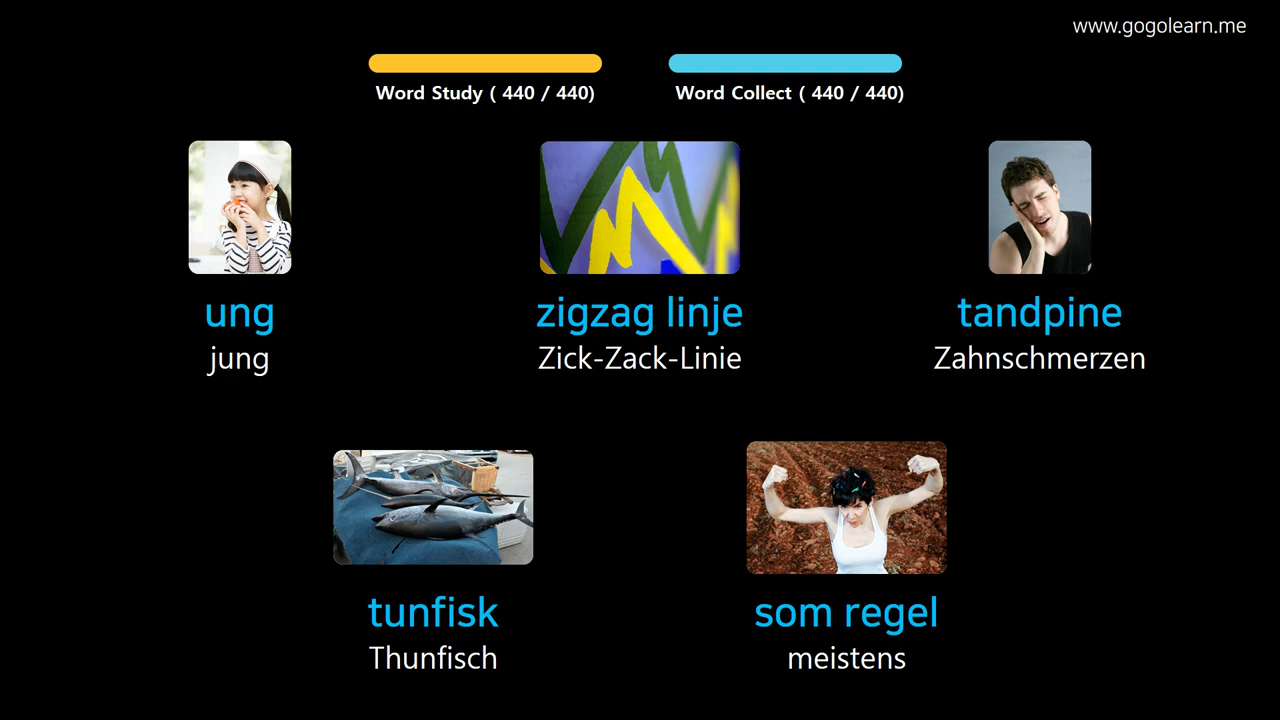 www.gogolearn.me
Word Study ( 440 / 440)
Word Collect ( 440 / 440)
ung
jung
zigzag linje
Zick-Zack-Linie
tandpine
Zahnschmerzen
tunfisk
Thunfisch
som regel
meistens